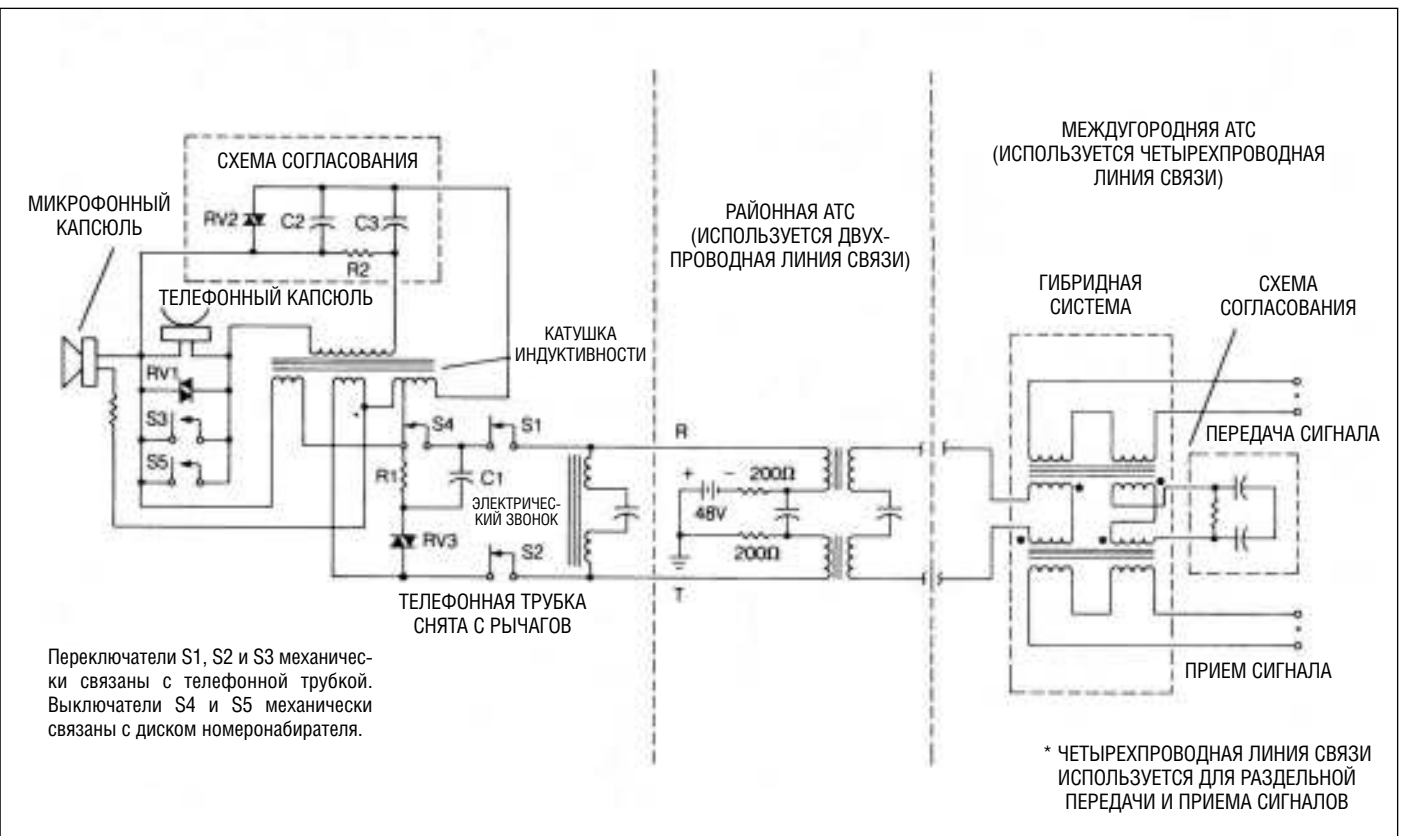 СХЕМА СОГЛАСОВАНИЯ
МИКРОФОННЫЙ
КАПСЮЛЬ
RV2
C2
C3
R2
ТЕЛЕФОННЫЙ КАПСЮЛЬ
RV1
S3
S5
КАТУШКА
ИНДУКТИВНОСТИ
S4
S1
R1
C1
ЭЛЕКТРИЧЕС-
КИЙ ЗВОНОК
RV3
S2
ТЕЛЕФОННАЯ ТРУБКА
СНЯТА С РЫЧАГОВ
Переключатели S1, S2 и S3 механичес-
ки связаны с телефонной трубкой.
Выключатели S4 и S5 механически
связаны с диском номеронабирателя.
РАЙОННАЯ АТС
(ИСПОЛЬЗУЕТСЯ ДВУХ-
ПРОВОДНАЯ ЛИНИЯ СВЯЗИ)
R
+ −
200Ω
48V
200Ω
T
МЕЖДУГОРОДНЯЯ АТС
(ИСПОЛЬЗУЕТСЯ ЧЕТЫРЕХПРОВОДНАЯ
ЛИНИЯ СВЯЗИ)
ГИБРИДНАЯ
СИСТЕМА
СХЕМА
СОГЛАСОВАНИЯ
ПЕРЕДАЧА СИГНАЛА
ПРИЕМ СИГНАЛА
* ЧЕТЫРЕХПРОВОДНАЯ ЛИНИЯ СВЯЗИ
ИСПОЛЬЗУЕТСЯ ДЛЯ РАЗДЕЛЬНОЙ
ПЕРЕДАЧИ И ПРИЕМА СИГНАЛОВ